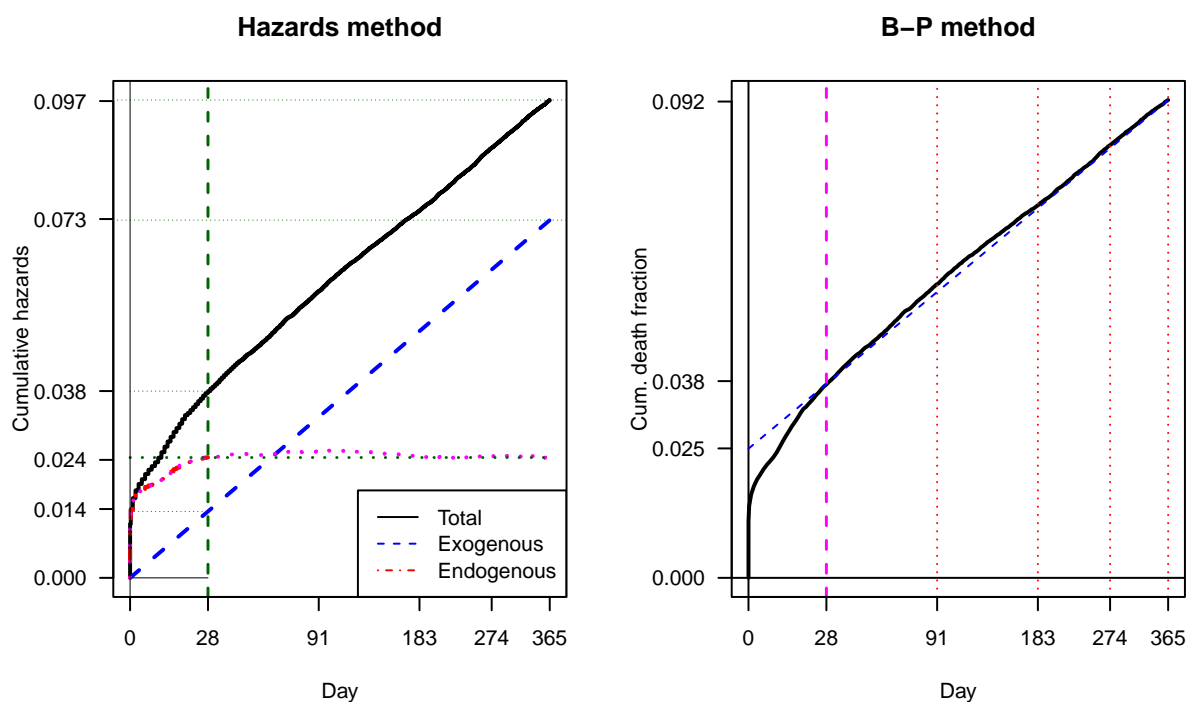 Hazards method
Cumulative hazards
0.097
0.073
0.038
0.024
0.014
0.000
Total
Exogenous
Endogenous
0 28 91 183 274 365
Day
B−P method
Cum. death fraction
0.092
0.038
0.025
0.000
0 28 91 183 274 365
Day